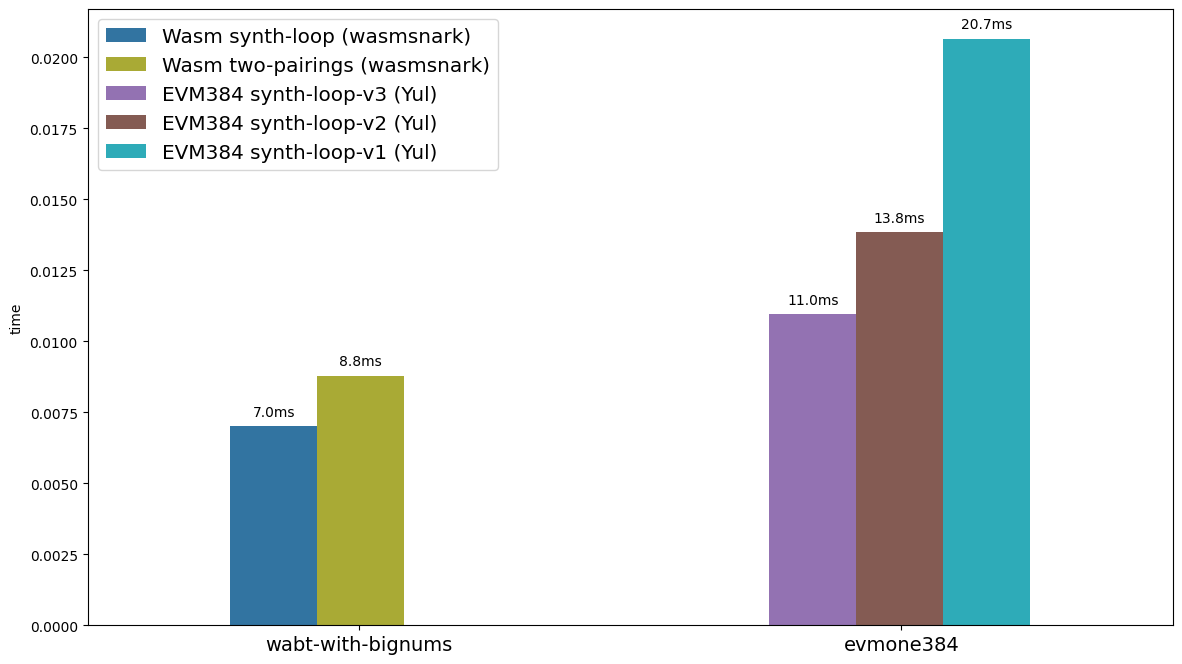 Wasm synth-loop (wasmsnark)
Wasm two-pairings (wasmsnark)
EVM384 synth-loop-v3 (Yul)
EVM384 synth-loop-v2 (Yul)
EVM384 synth-loop-v1 (Yul)
20.7ms
13.8ms
11.0ms
8.8ms
7.0ms
time
0.0200
0.0175
0.0150
0.0125
0.0100
0.0075
0.0050
0.0025
0.0000
wabt-with-bignums
evmone384